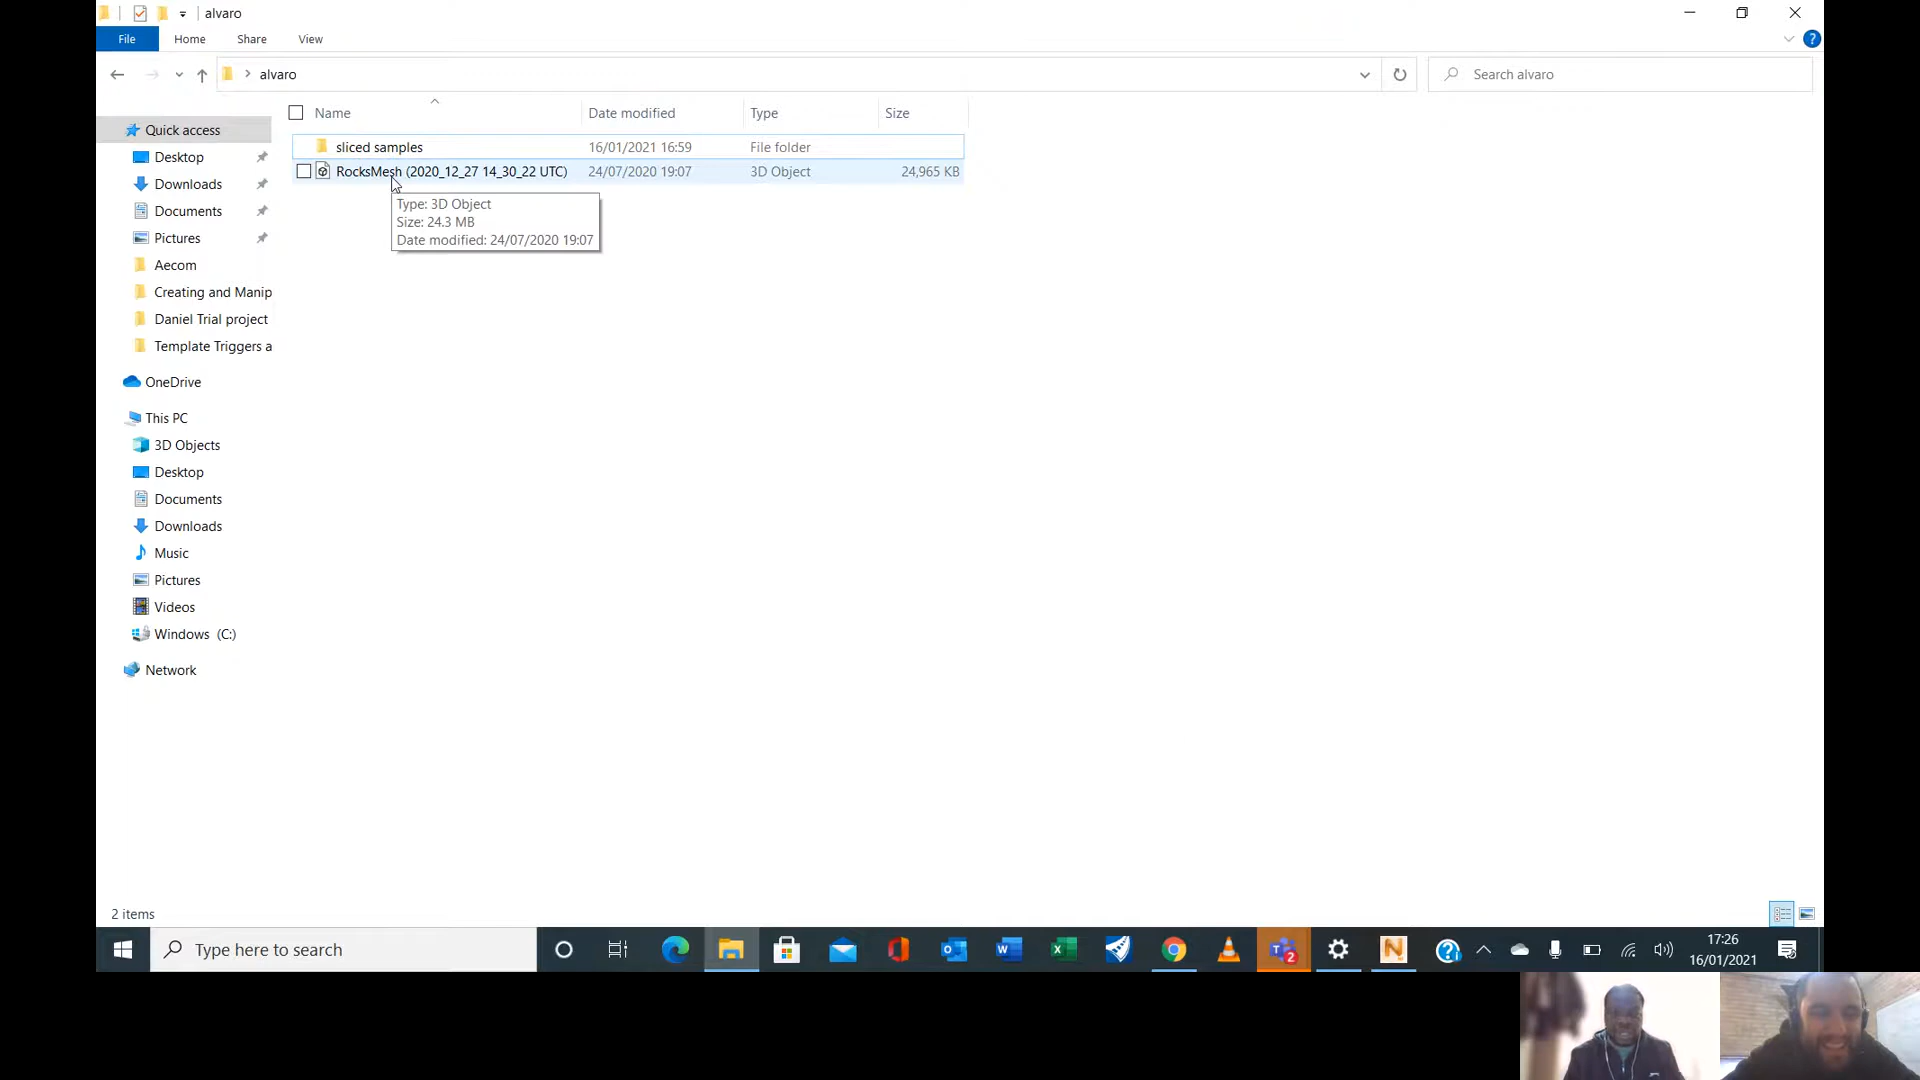 alvaro
File Home Share View
alvaro
Search alvaro
Name Date modified Type Size
sliced samples 16/01/2021 16:59 File folder
RocksMesh (2020_12_27 14_30_22 UTC) 24/07/2020 19:07 3D Object 24,965 KB
Type: 3D Object
Size: 24.3 MB
Date modified: 24/07/2020 19:07
Quick access
Desktop
Downloads
Documents
Pictures
Aecom
Creating and Manip
Daniel Trial project
Template Triggers a
OneDrive
This PC
3D Objects
Desktop
Documents
Downloads
Music
Pictures
Videos
Windows (C:)
Network
2 items
Type here to search
2
17:26
16/01/2021